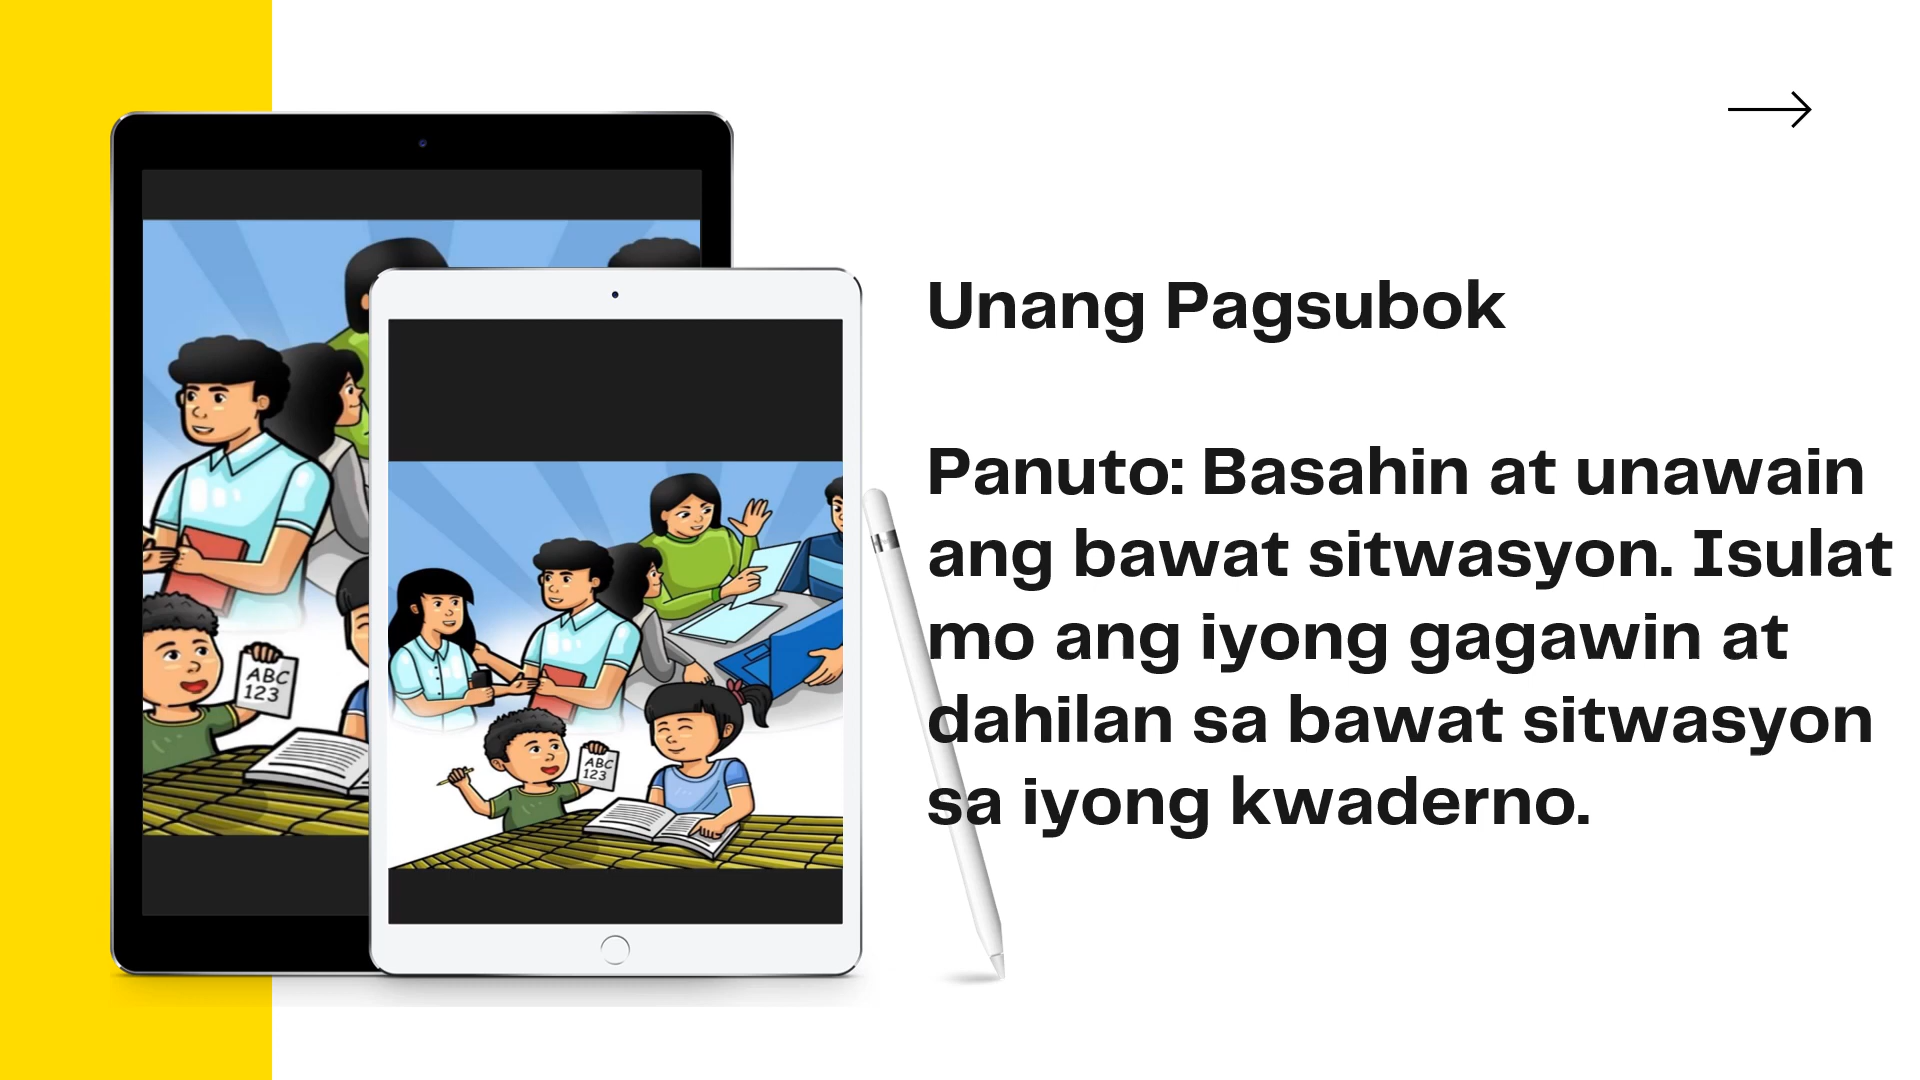 Unang Pagsubok
Panuto: Basahin at unawain
ang bawat sitwasyon. Isulat
mo ang iyong gagawin at
dahilan sa bawat sitwasyon
sa iyong kwaderno.
ABC
123
ABC
123